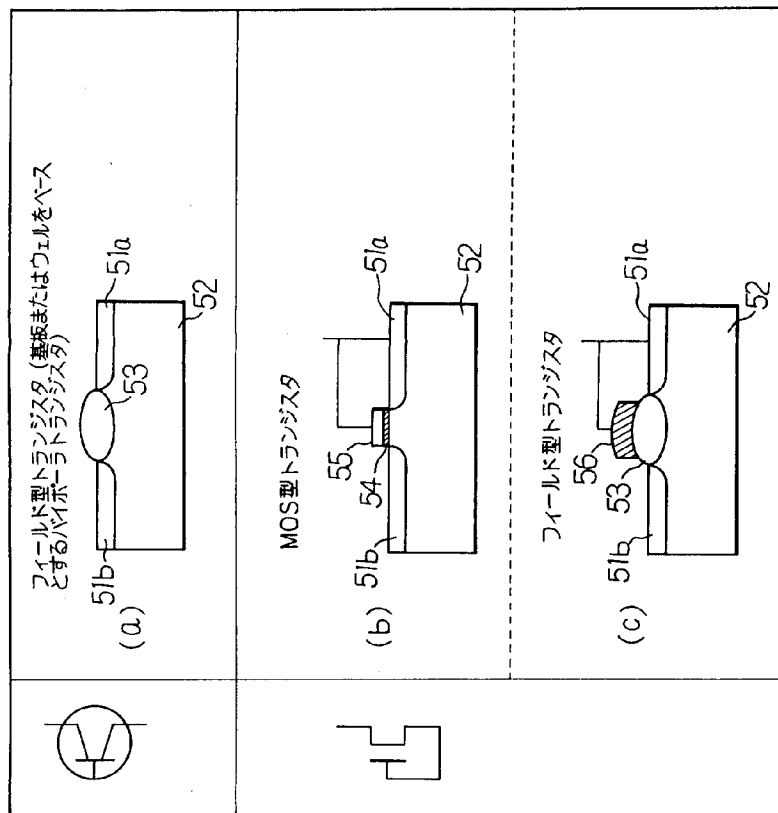 フィールド型トランジスタ (基板またはウェルをベース
とするバイポーラトランジスタ)
(a)
51b
53
51a
52
MOS型トランジスタ
(b)
51b
54
55
51a
52
フィールド型トランジスタ
(c)
51b
53
56
51a
52